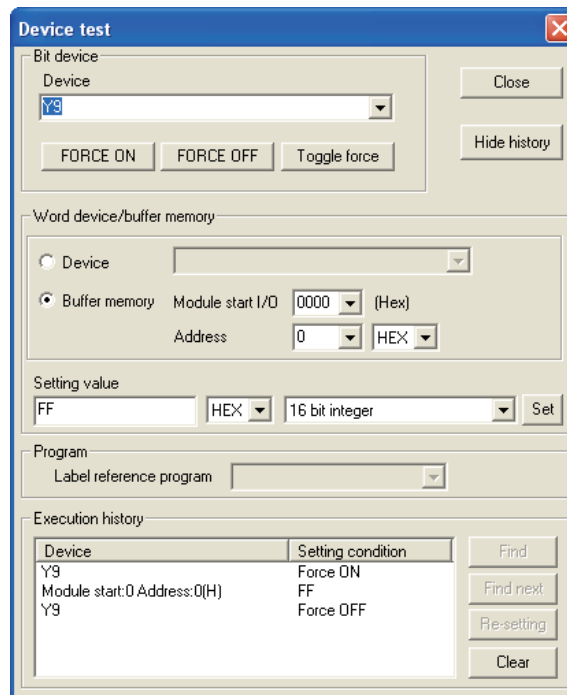 Device test
Bit device
Device
Close
Y9
FORCE ON FORCE OFF Toggle force
Hide history
Word device/buffer memory
Device
Buffer memory Module start I/O 0000 (Hex)
Address 0 HEX
Setting value
FF HEX 16 bit integer Set
Program
Label reference program
Execution history
Device Setting condition
Find
Y9 Force ON
Module start:0 Address:0(H) FF
Find next
Y9 Force OFF
Re-setting
Clear